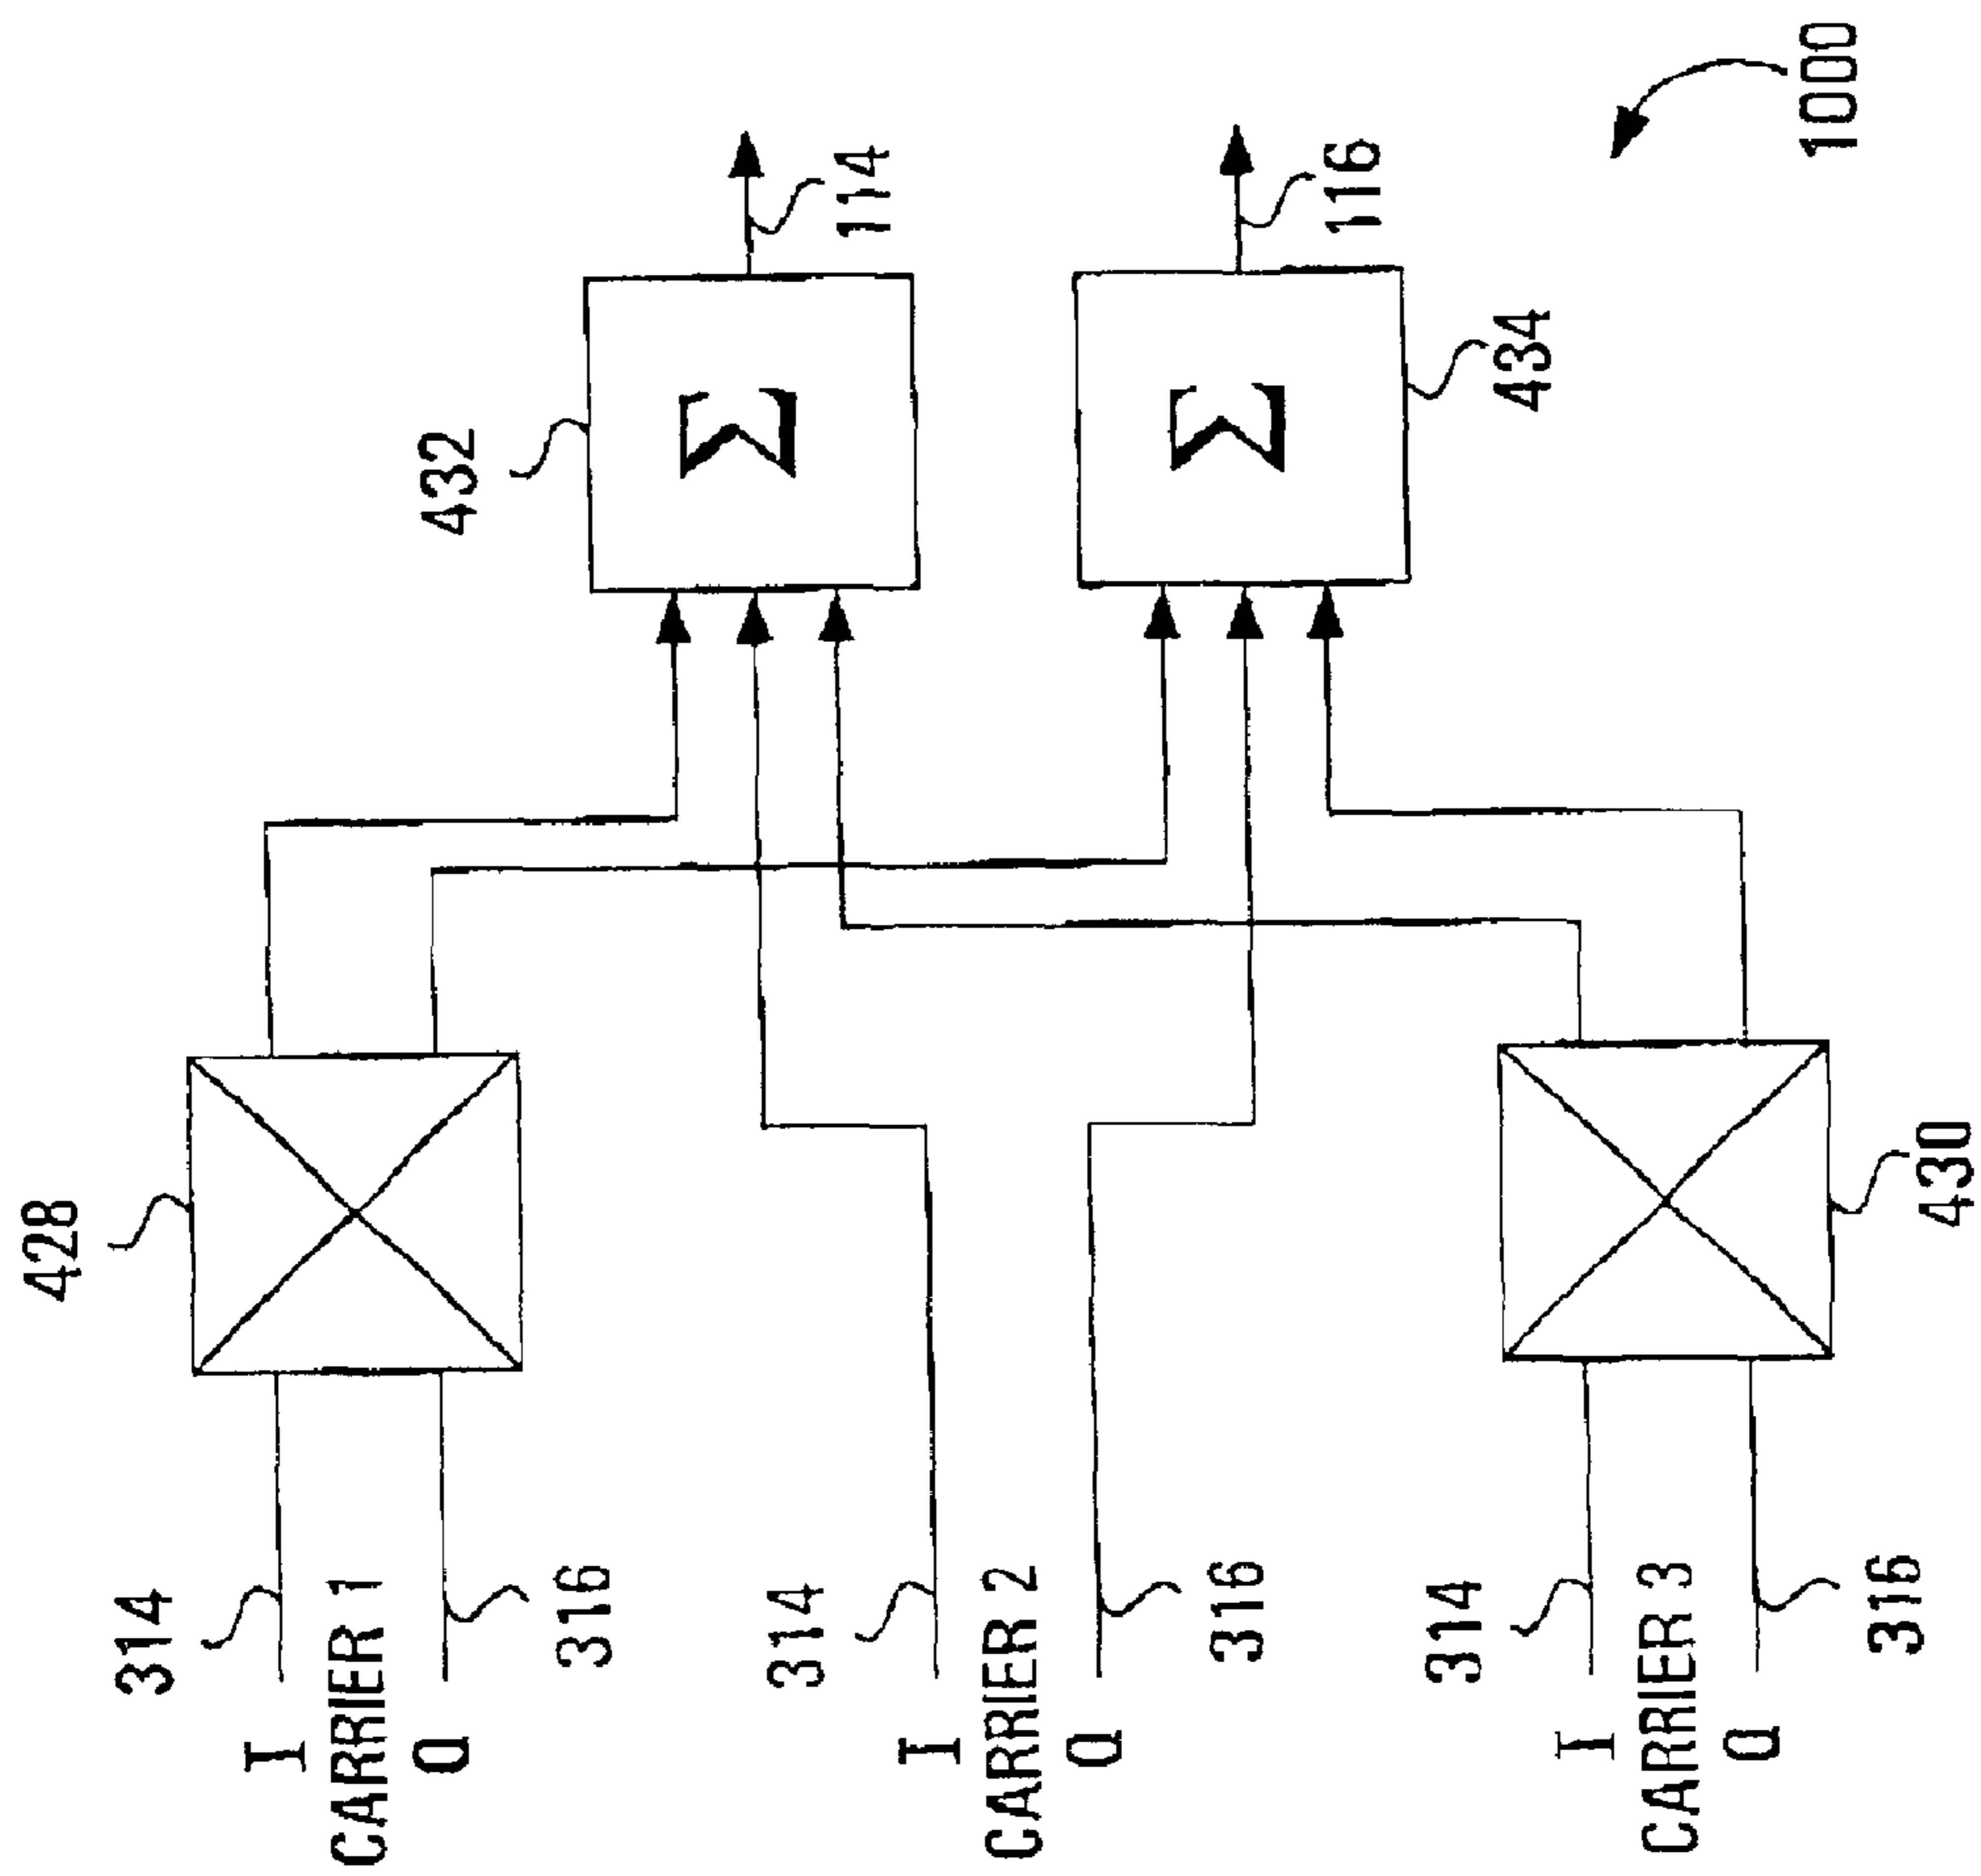 314
I
CARRIER 1
Q
316
428
314
I
CARRIER 2
Q
316
314
I
CARRIER 3
Q
316
430
432
Σ
114
Σ
434
116
1000